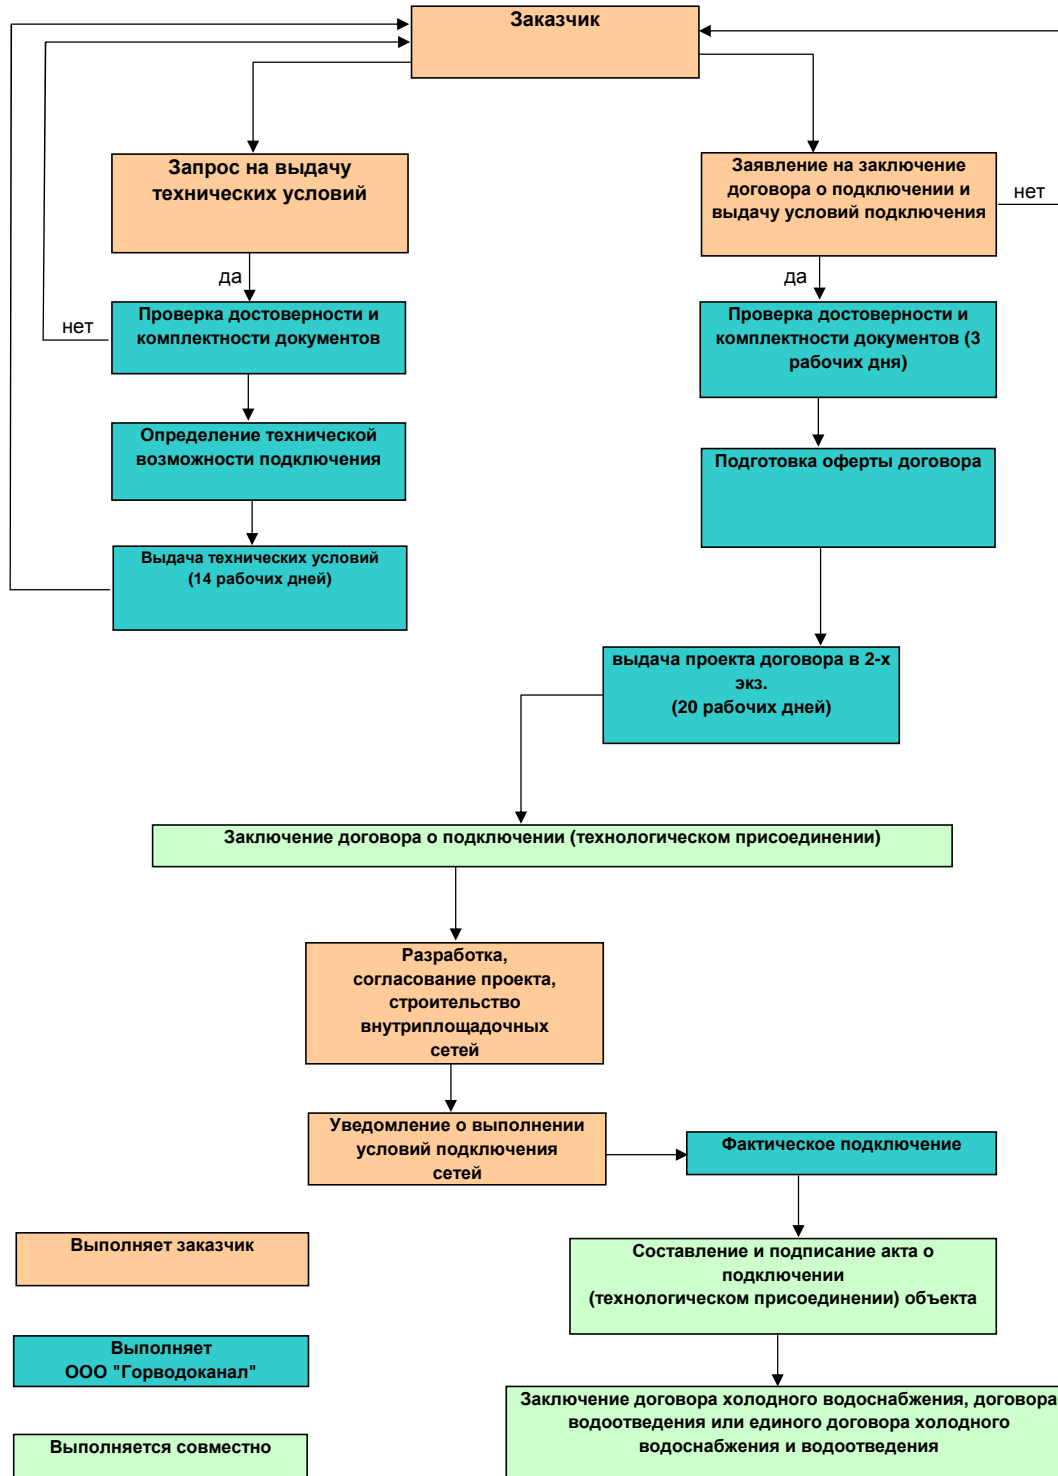 Заказчик
Запрос на выдачу
технических условий
Заявление на заключение
договора о подключении и
выдачу условий подключения
нет
да
да
нет
Проверка достоверности и
комплектности документов
Проверка достоверности и
комплектности документов (3
рабочих дня)
Определение технической
возможности подключения
Подготовка оферты договора
Выдача технических условий
(14 рабочих дней)
выдача проекта договора в 2-х
экз.
(20 рабочих дней)
Заключение договора о подключении (технологическом присоединении)
Разработка,
согласование проекта,
строительство
внутриплощадочных
сетей
Уведомление о выполнении
условий подключения
сетей
Фактическое подключение
Выполняет заказчик
Составление и подписание акта о
подключении
(технологическом присоединении) объекта
Выполняет
ООО "Горводоканал"
Заключение договора холодного водоснабжения, договора
водоотведения или единого договора холодного
водоснабжения и водоотведения
Выполняется совместно